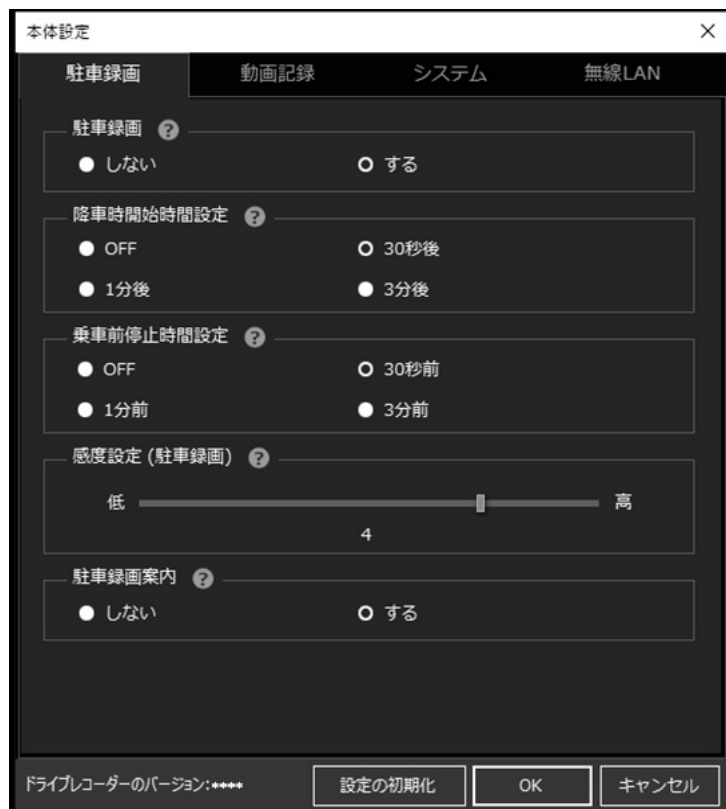 本体設定
駐車録画 動画記録 システム 無線LAN
駐車録画 ?
しない する
降車時開始時間設定 ?
OFF 30秒後
1分後 3分後
乗車前停止時間設定 ?
OFF 30秒前
1分前 3分前
感度設定 (駐車録画) ?
低 高
4
駐車録画案内 ?
しない する
ドライブレコーダーのバージョン:**** 設定の初期化 OK キャンセル